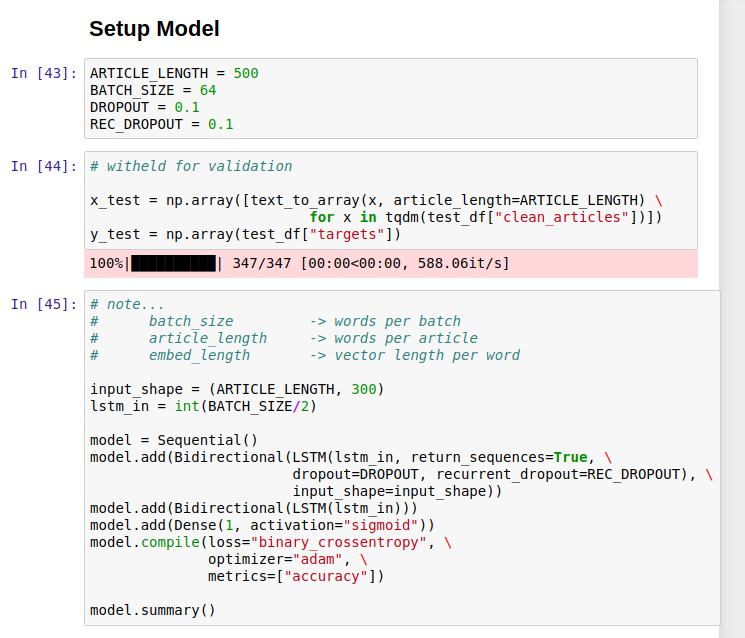 Setup Model
In [43]:
ARTICLE_LENGTH = 500
BATCH_SIZE = 64
DROPOUT = 0.1
REC_DROPOUT = 0.1
In [44]:
# witheld for validation
x_test = np.array([text_to_array(x, article_length=ARTICLE_LENGTH) \
                          for x in tqdm(test_df["clean_articles"])])
y_test = np.array(test_df["targets"])
100%|██████████| 347/347 [00:00<00:00, 588.06it/s]
In [45]:
# note...
#      batch_size         -> words per batch
#      article_length     -> words per article
#      embed_length       -> vector length per word
input_shape = (ARTICLE_LENGTH, 300)
lstm_in = int(BATCH_SIZE/2)
model = Sequential()
model.add(Bidirectional(LSTM(lstm_in, return_sequences=True, \
                        dropout=DROPOUT, recurrent_dropout=REC_DROPOUT), \
                        input_shape=input_shape))
model.add(Bidirectional(LSTM(lstm_in)))
model.add(Dense(1, activation="sigmoid"))
model.compile(loss="binary_crossentropy", \
              optimizer="adam", \
              metrics=["accuracy"])
model.summary()